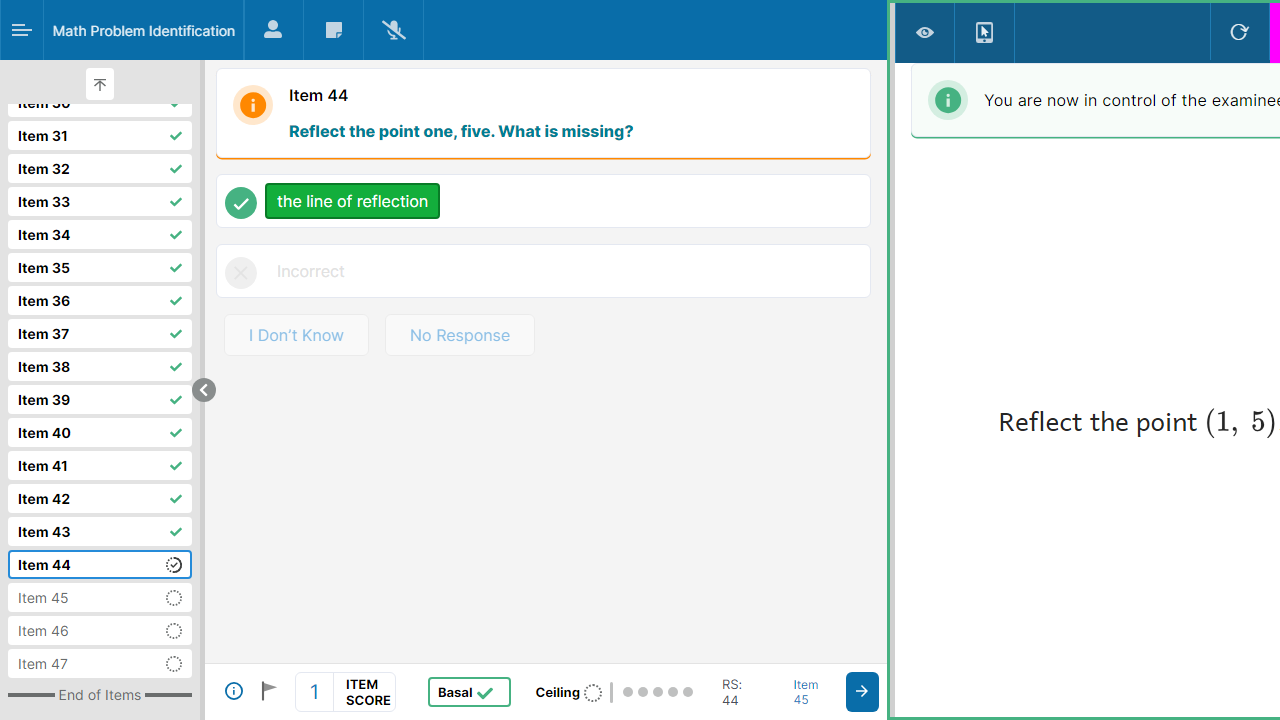 Math Problem Identification
Item 30
Item 31
Item 32
Item 33
Item 34
Item 35
Item 36
Item 37
Item 38
Item 39
Item 40
Item 41
Item 42
Item 43
Item 44
Item 45
Item 46
Item 47
End of Items
Item 44
Reflect the point one, five. What is missing?
the line of reflection
Incorrect
I Don't Know
No Response
1
ITEM
SCORE
Basal
Ceiling
RS:
44
Item
45
You are now in control of the examinee
Reflect the point (1, 5)